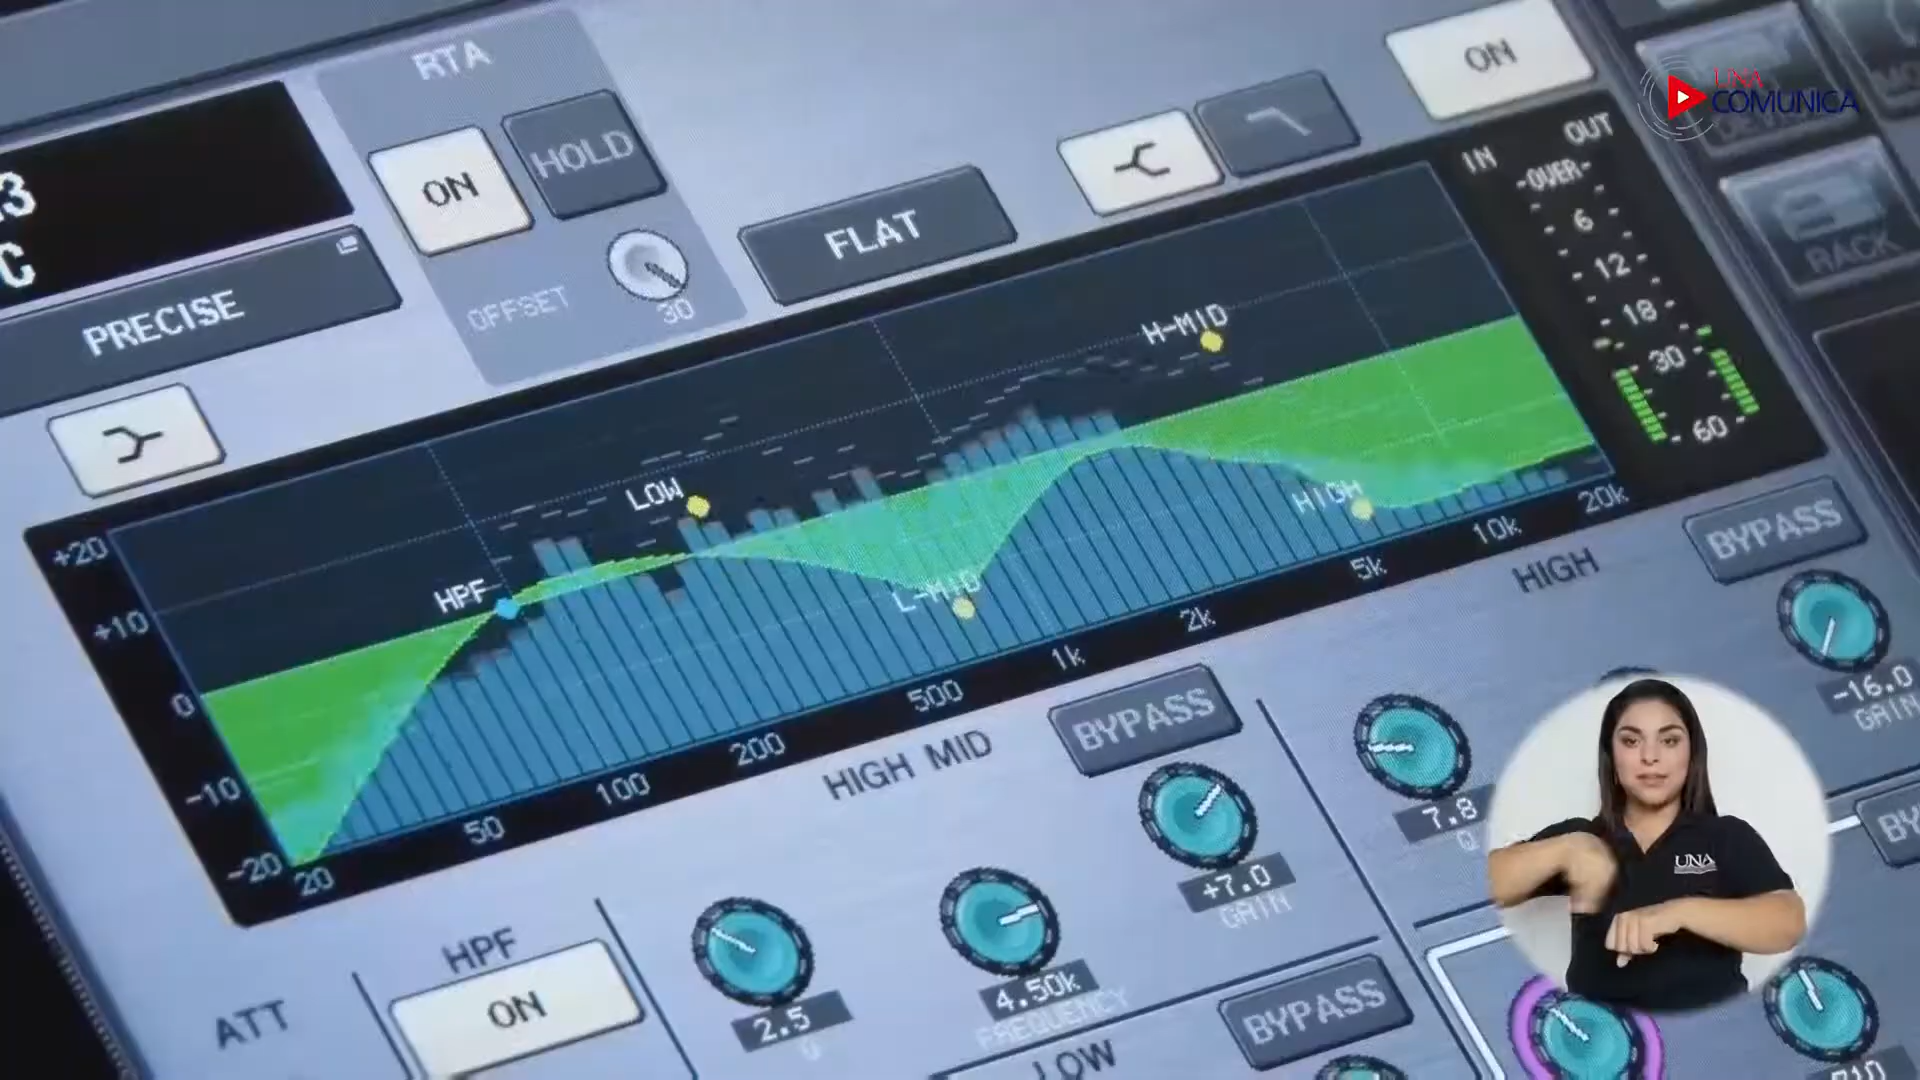 RTA
ON
HOLD
OFFSET
30
3
C
PRECISE
FLAT
ON
UNA
COMUNICA
IN
OUT
OVER
6
12
18
30
60
RACK
H-MID
LOW
HPF
L-MID
HIGH
+20
+10
0
-10
-20
20
50
100
200
500
1k
2k
5k
10k
20k
HIGH
BYPASS
-16.0
GAIN
7.8
Q
HIGH MID
BYPASS
+7.0
GAIN
4.50k
FREQUENCY
2.5
Q
HPF
ON
ATT
LOW
BYPASS
BY
UNA